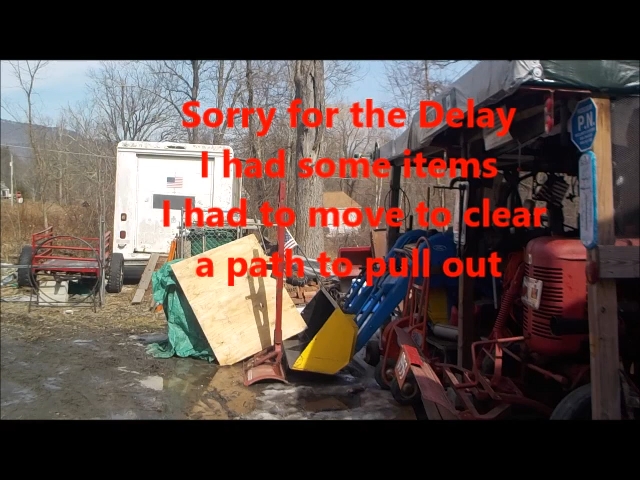 Sorry for the Delay
I had some items
I had to move to clear
a path to pull out
P.N.